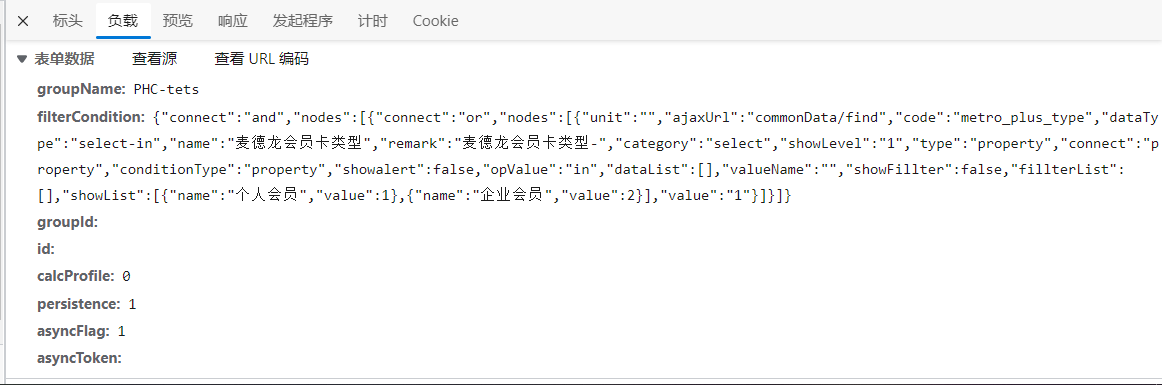 标头 负载 预览 响应 发起程序 计时 Cookie
表单数据 查看源 查看 URL 编码
groupName: PHC-tets
filterCondition: {"connect":"and","nodes":[{"connect":"or","nodes":[{"unit":"","ajaxUrl":"commonData/find","code":"metro_plus_type","dataTy
pe":"select-in","name":"麦德龙会员卡类型","remark":"麦德龙会员卡类型-","category":"select","showLevel":"1","type":"property","connect":"p
roperty","conditionType":"property","showalert":false,"opValue":"in","dataList":[],"valueName":"","showFillter":false,"fillterList":
[],"showList":[{"name":"个人会员","value":1},{"name":"企业会员","value":2}],"value":"1"}]}]}
groupId:
id:
calcProfile: 0
persistence: 1
asyncFlag: 1
asyncToken: